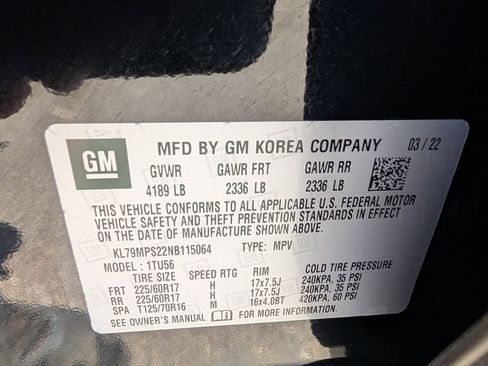 GM
MFD BY GM KOREA COMPANY 03/22
GVWR GAWR FRT GAWR RR
4189 LB 2336 LB 2336 LB
THIS VEHICLE CONFORMS TO ALL APPLICABLE U.S. FEDERAL MOTOR
VEHICLE SAFETY AND THEFT PREVENTION STANDARDS IN EFFECT
ON THE DATE OF MANUFACTURE SHOWN ABOVE.
KL79MPS22NB115064 TYPE: MPV
MODEL: 1TU56
TIRE SIZE SPEED RTG RIM COLD TIRE PRESSURE
FRT 225/60R17 H 17x7.5J 240KPA, 35 PSI
RR 225/60R17 H 17x7.5J 240KPA, 35 PSI
SPA T125/70R16 M 16x4.0BT 420KPA, 60 PSI
SEE OWNER'S MANUAL FOR MORE INFORMATION.